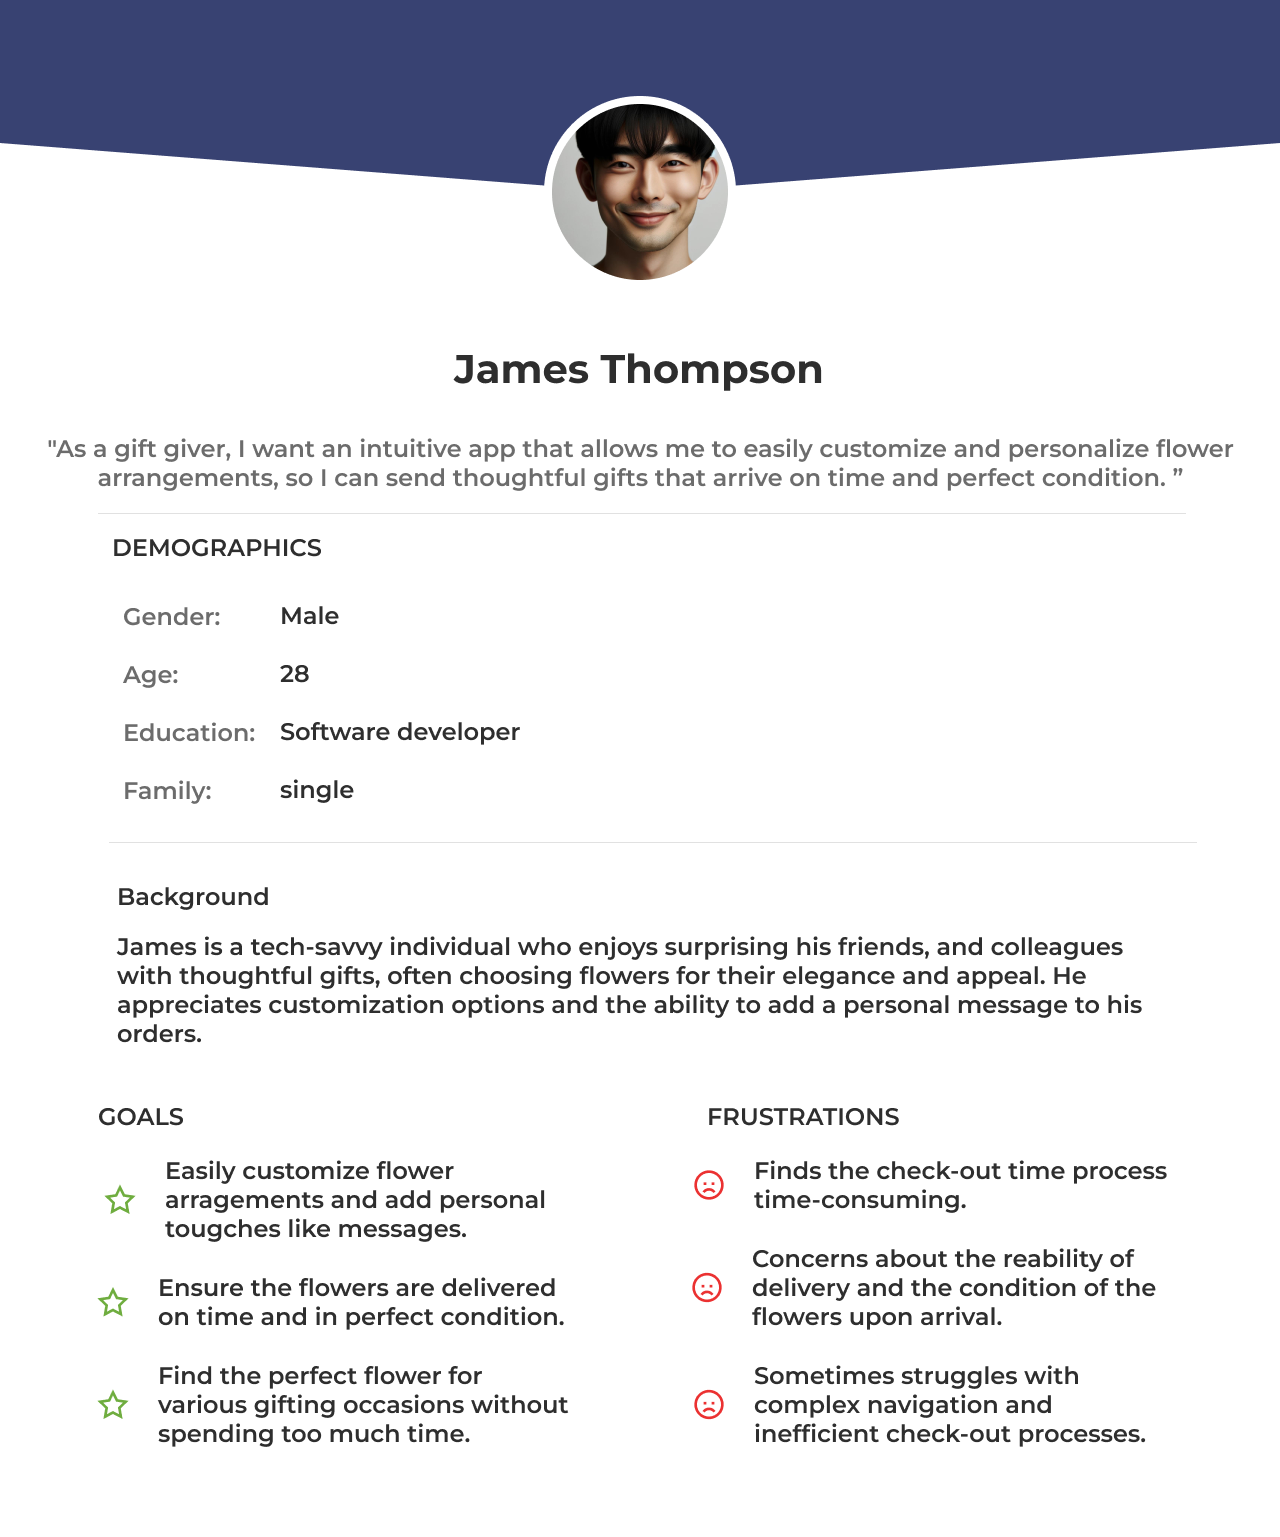 James Thompson
"As a gift giver, I want an intuitive app that allows me to easily customize and personalize flower
arrangements, so I can send thoughtful gifts that arrive on time and perfect condition. ”
DEMOGRAPHICS
Gender: Male
Age: 28
Education: Software developer
Family: single
Background
James is a tech-savvy individual who enjoys surprising his friends, and colleagues
with thoughtful gifts, often choosing flowers for their elegance and appeal. He
appreciates customization options and the ability to add a personal message to his
orders.
GOALS
Easily customize flower
arragements and add personal
tougches like messages.
Ensure the flowers are delivered
on time and in perfect condition.
Find the perfect flower for
various gifting occasions without
spending too much time.
FRUSTRATIONS
Finds the check-out time process
time-consuming.
Concerns about the reability of
delivery and the condition of the
flowers upon arrival.
Sometimes struggles with
complex navigation and
inefficient check-out processes.